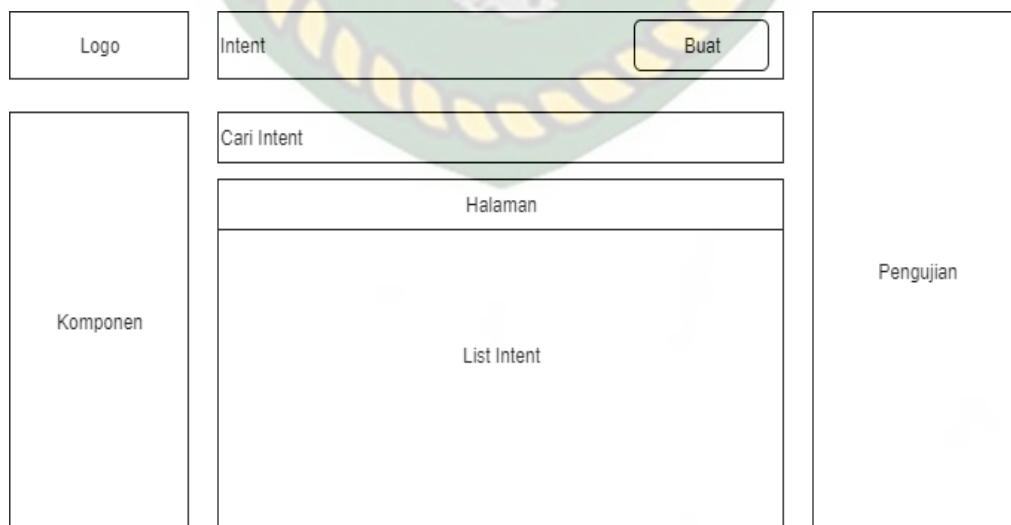 Logo
Intent
Buat
Cari Intent
Halaman
Komponen
List Intent
Pengujian